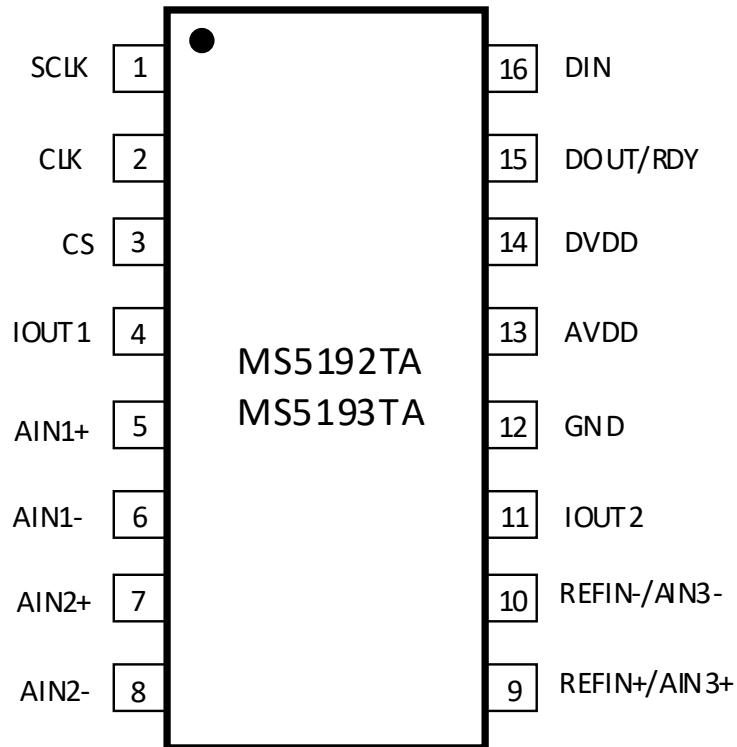 SCLK 1 16 DIN
CLK 2 15 DOUT/RDY
CS 3 14 DVDD
IOUT1 4 13 AVDD
MS5192TA
MS5193TA
AIN1+ 5 12 GND
AIN1- 6 11 IOUT2
AIN2+ 7 10 REFIN-/AIN3-
AIN2- 8 9 REFIN+/AIN3+